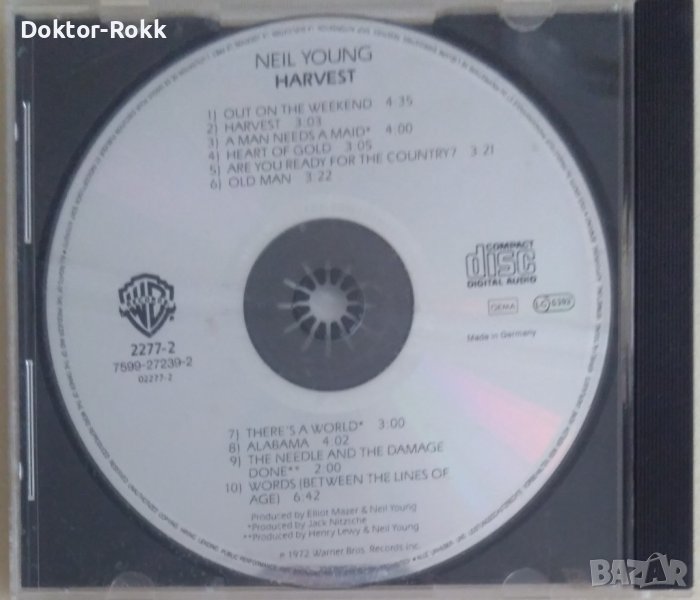 Doktor-Rokk
NEIL YOUNG
HARVEST
1) OUT ON THE WEEKEND 4:35
2) HARVEST 3:03
3) A MAN NEEDS A MAID* 4:00
4) HEART OF GOLD 3:05
5) ARE YOU READY FOR THE COUNTRY? 3:21
6) OLD MAN 3:22
COMPACT
disc
DIGITAL AUDIO
GEMA
LC 6392
Made in Germany
2277-2
7599-27239-2
02277-2
7) THERE'S A WORLD* 3:00
8) ALABAMA 4:02
9) THE NEEDLE AND THE DAMAGE
DONE** 2:00
10) WORDS (BETWEEN THE LINES OF
AGE) 6:42
Produced by Elliot Mazer & Neil Young
*Produced by Jack Nitzsche
**Produced by Henry Lewy & Neil Young
℗ 1972 Warner Bros. Records Inc.
BAZAR